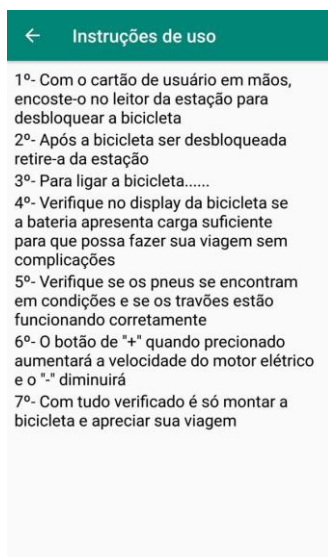 Instruções de uso
1º- Com o cartão de usuário em mãos,
encoste-o no leitor da estação para
desbloquear a bicicleta
2º- Após a bicicleta ser desbloqueada
retire-a da estação
3º- Para ligar a bicicleta......
4º- Verifique no display da bicicleta se
a bateria apresenta carga suficiente
para que possa fazer sua viagem sem
complicações
5º- Verifique se os pneus se encontram
em condições e se os travões estão
funcionando corretamente
6º- O botão de "+" quando precionado
aumentará a velocidade do motor elétrico
e o "-" diminuirá
7º- Com tudo verificado é só montar a
bicicleta e apreciar sua viagem